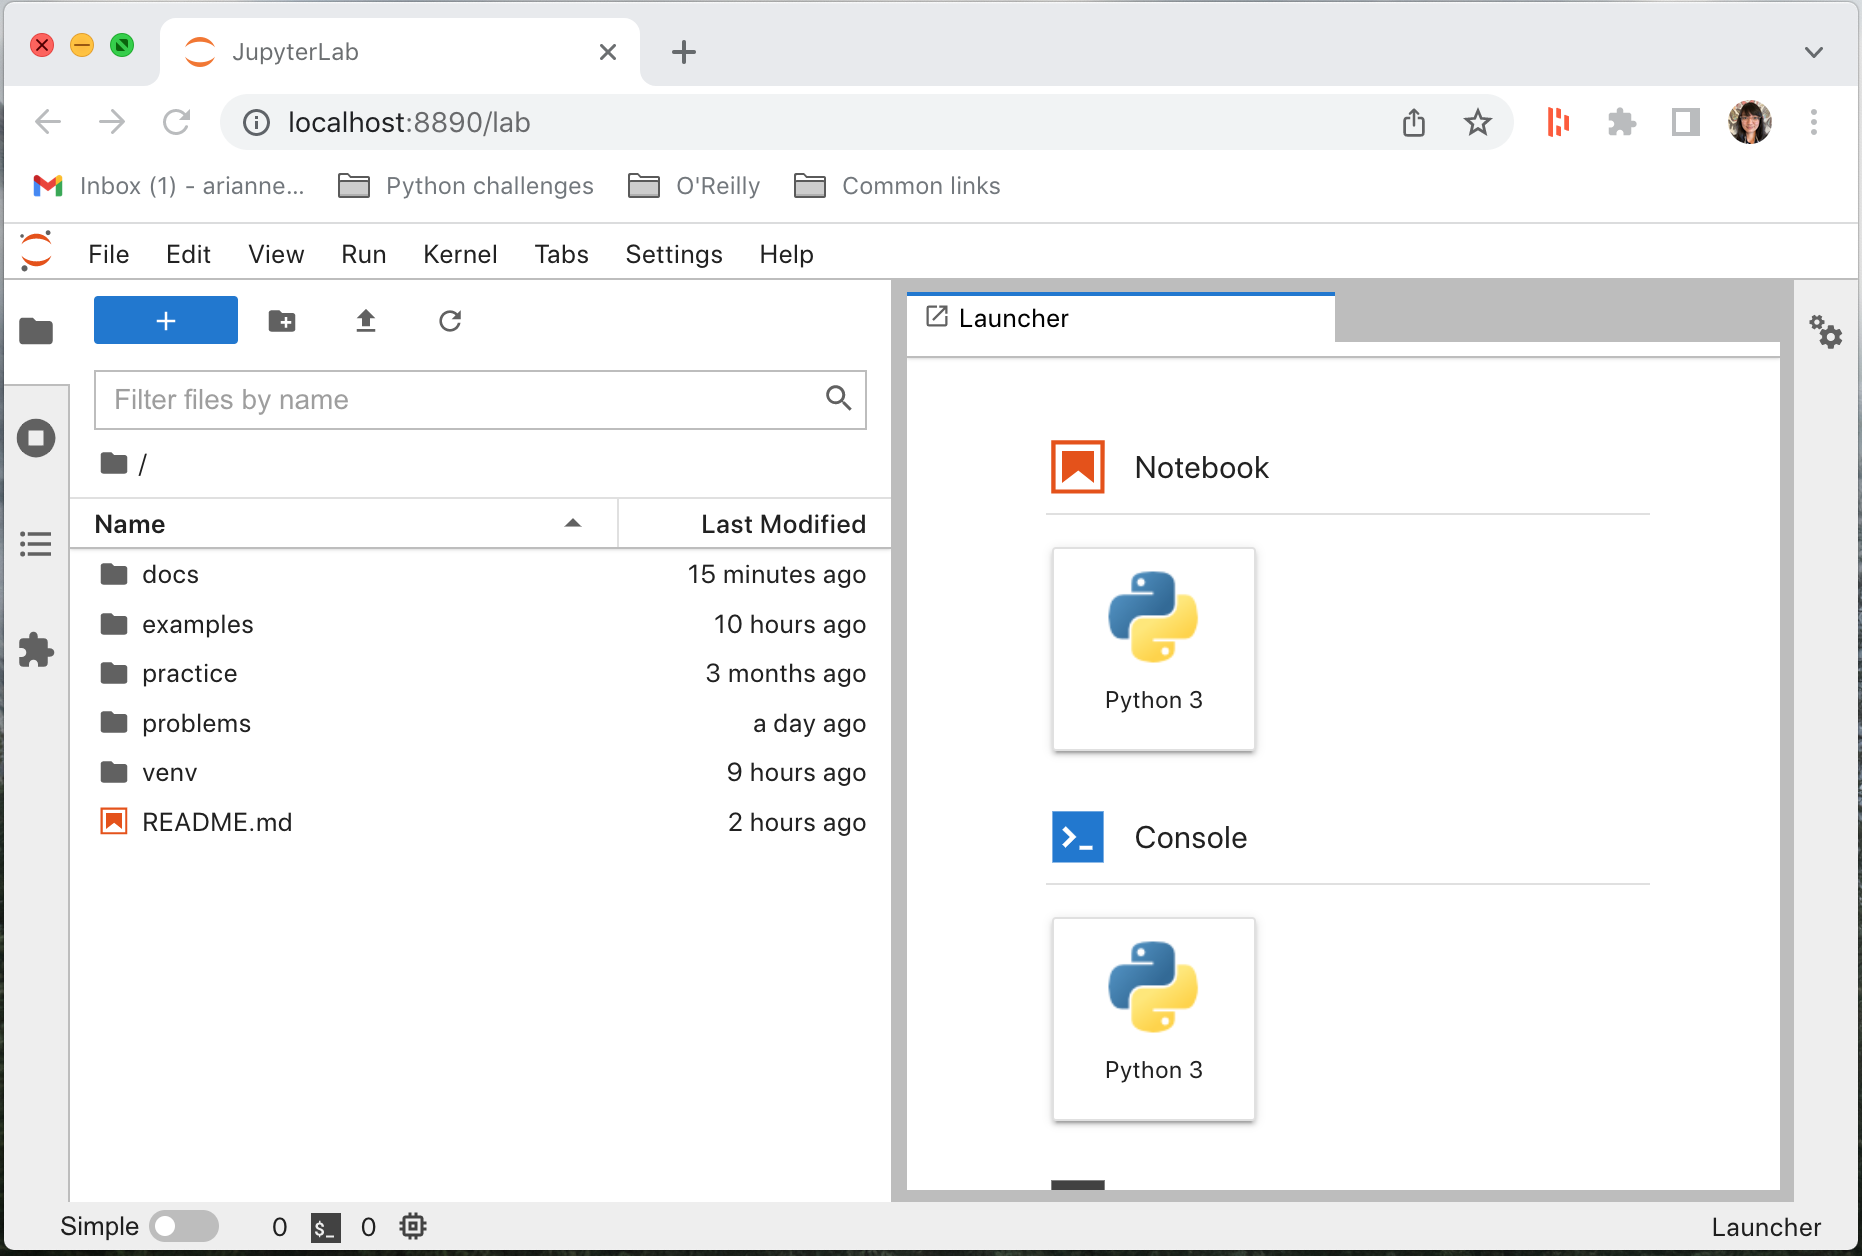 JupyterLab
localhost:8890/lab
Inbox (1) - arianne...
Python challenges
O'Reilly
Common links
File Edit View Run Kernel Tabs Settings Help
+
Filter files by name
/
Name Last Modified
docs 15 minutes ago
examples 10 hours ago
practice 3 months ago
problems a day ago
venv 9 hours ago
README.md 2 hours ago
Launcher
Notebook
Python 3
Console
Python 3
Simple 0 $_ 0 Launcher